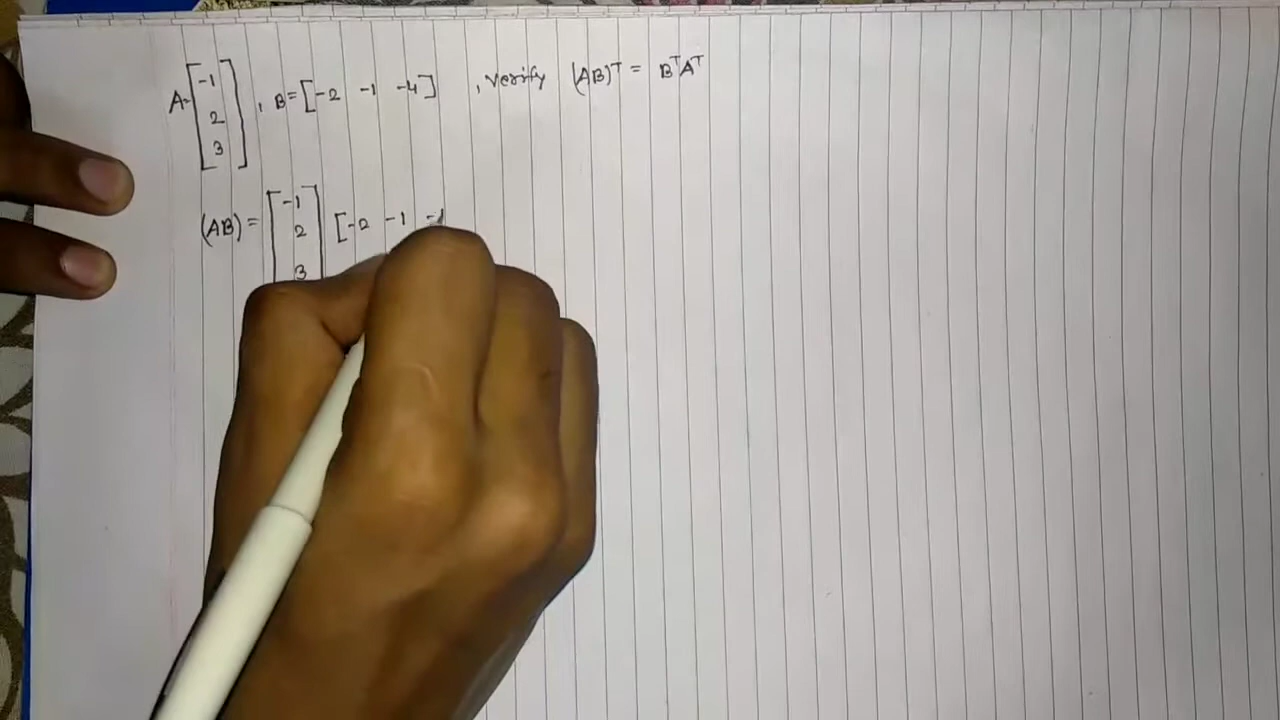 A = [-1 2 3], B = [-2 -1 -4] , verify (AB)ᵀ = BᵀAᵀ
(AB) = [-1 2 3] [-2 -1